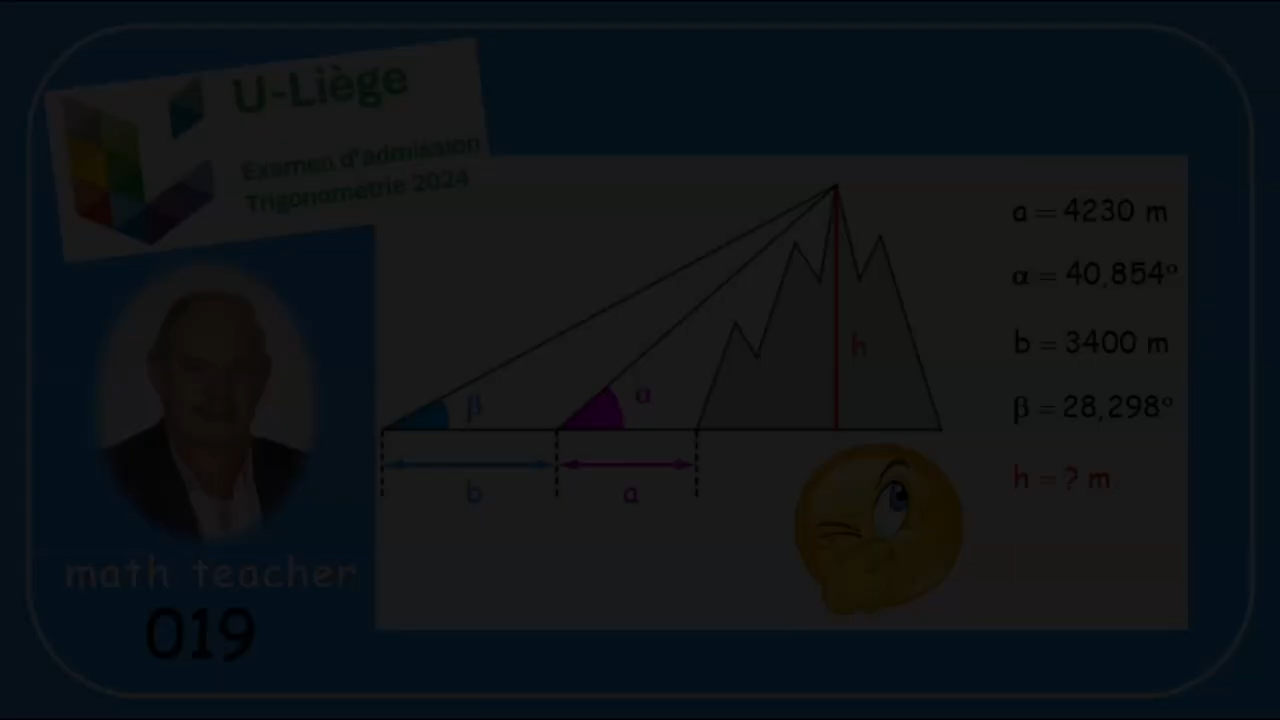 U-Liège
Examen d'admission
Trigonométrie 2024
a = 4230 m
α = 40,854°
b = 3400 m
β = 28,298°
h = ? m
h
α
β
b
a
math teacher
019